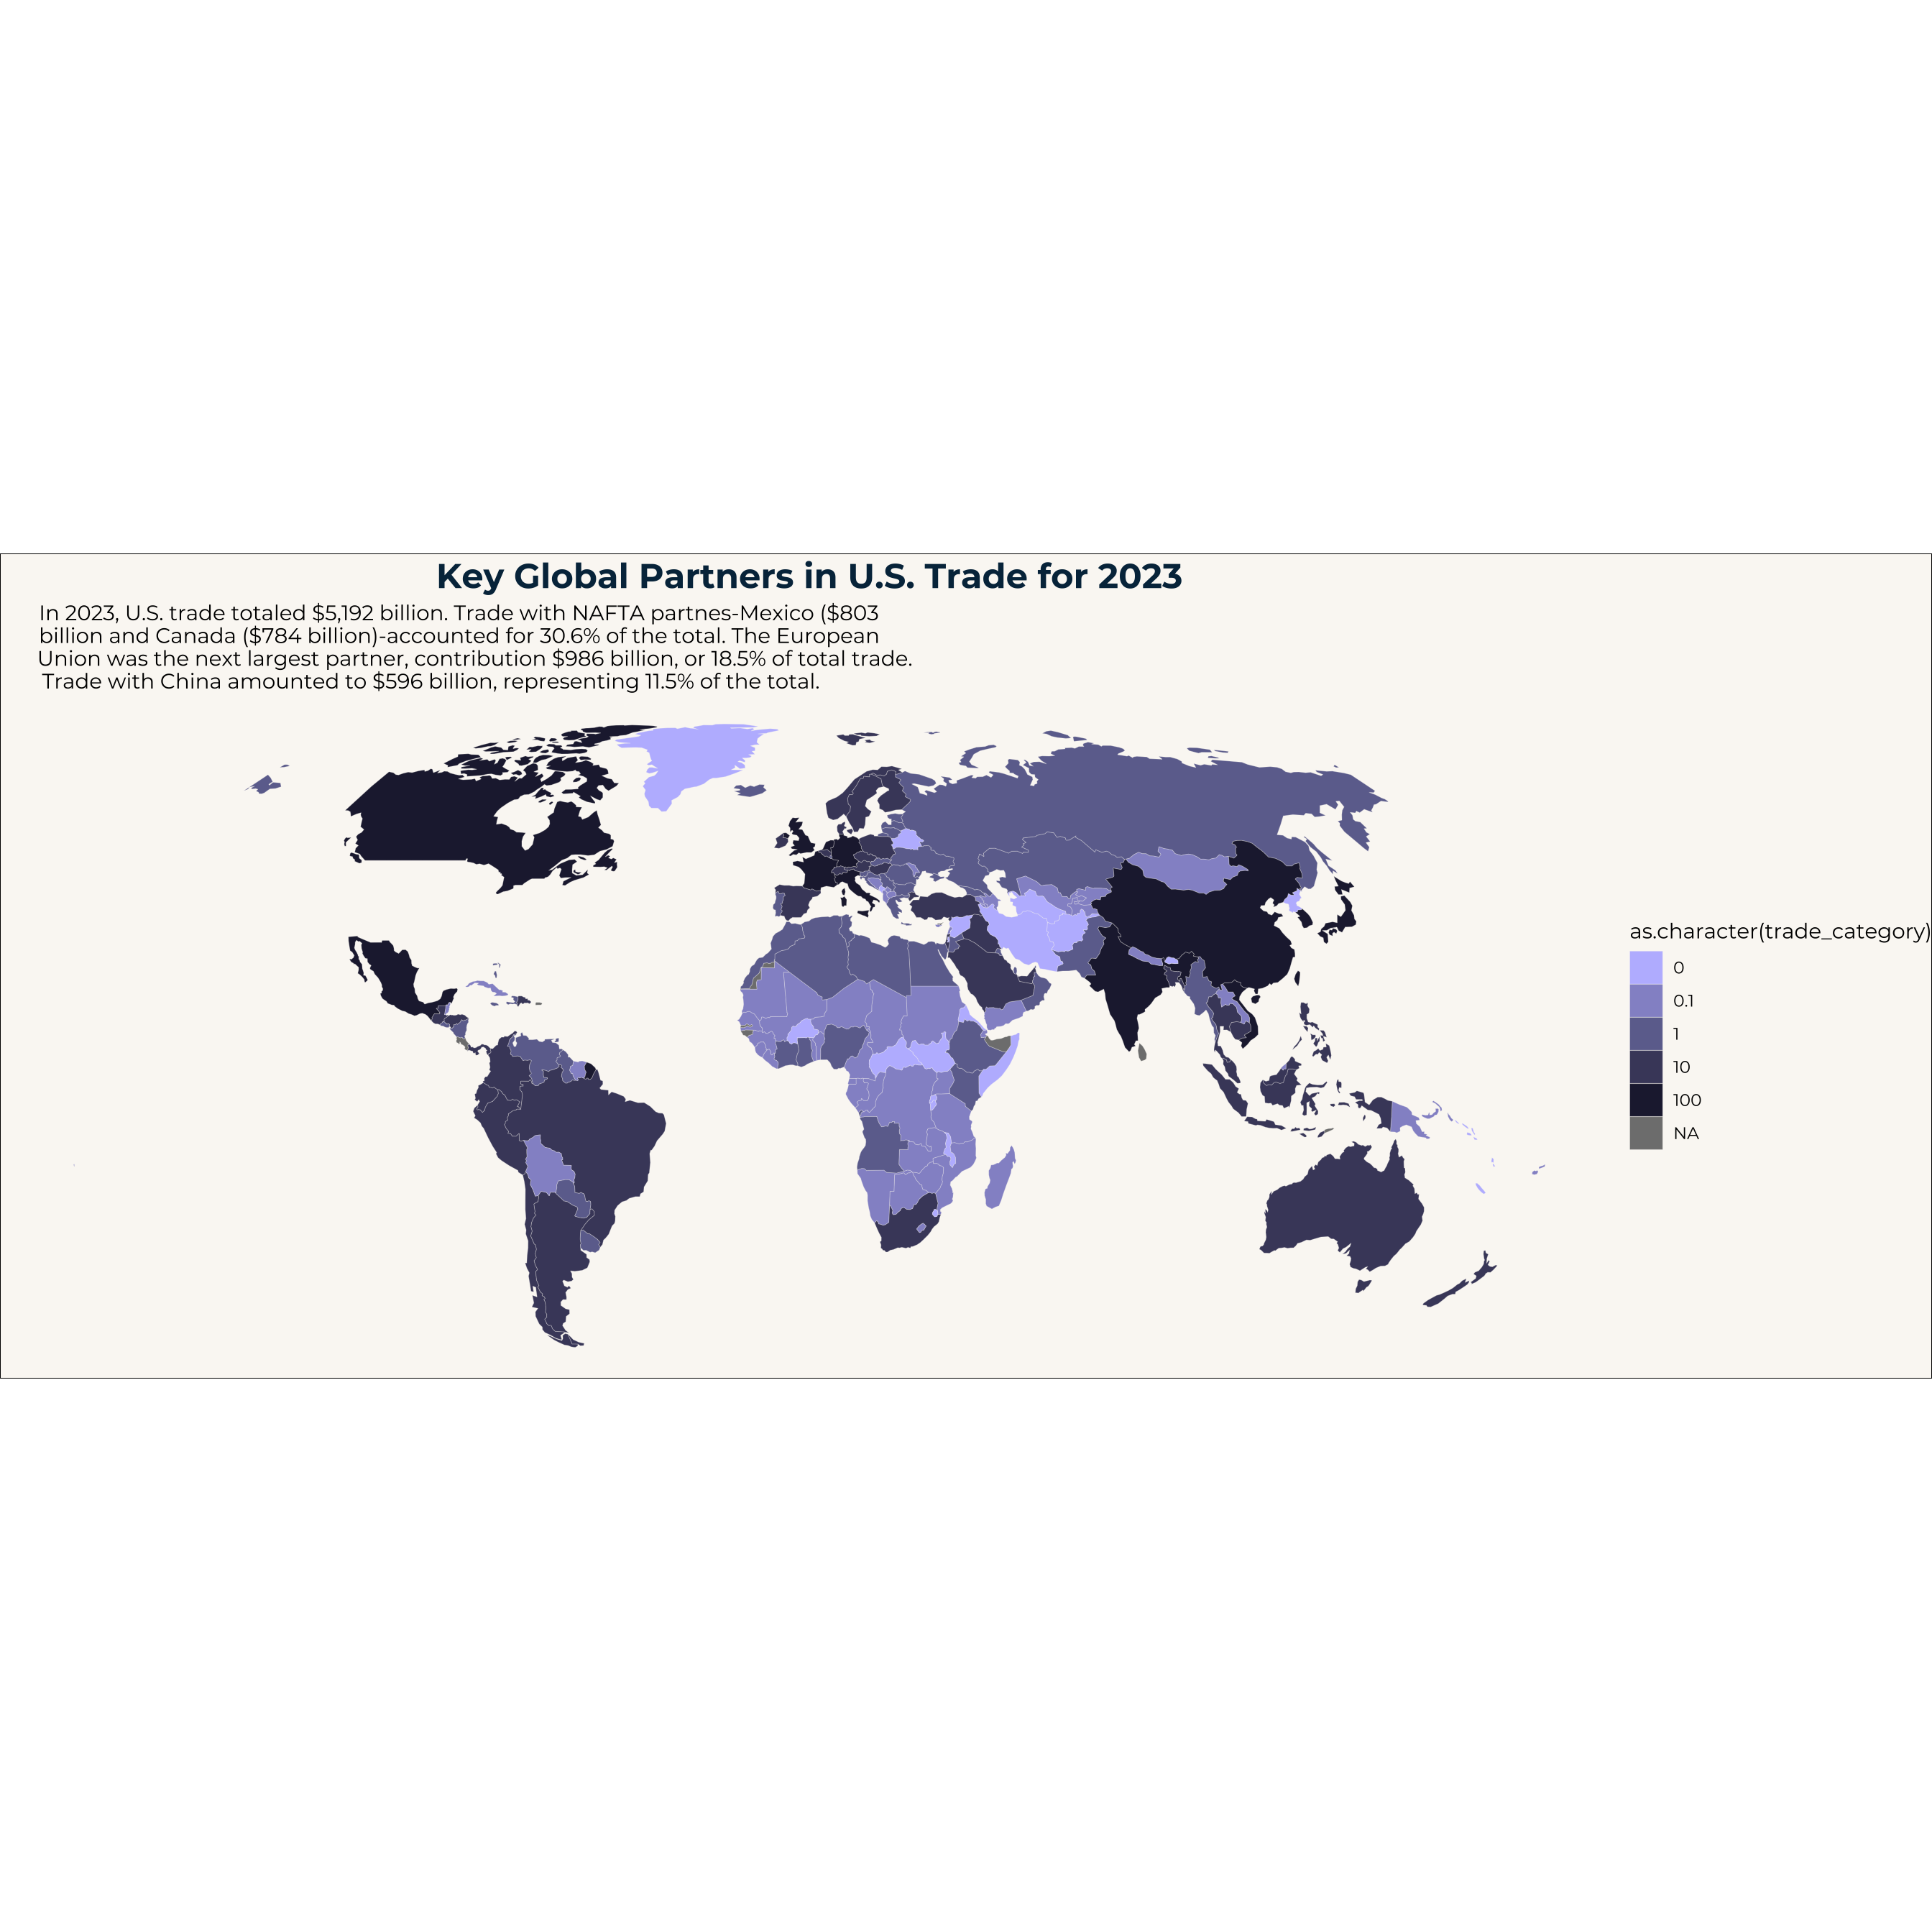 Key Global Partners in U.S. Trade for 2023
In 2023, U.S. trade totaled $5,192 billion. Trade with NAFTA partnes-Mexico ($803
billion and Canada ($784 billion)-accounted for 30.6% of the total. The European
Union was the next largest partner, contribution $986 billion, or 18.5% of total trade.
Trade with China amounted to $596 billion, representing 11.5% of the total.
as.character(trade_category)
0
0.1
1
10
100
NA